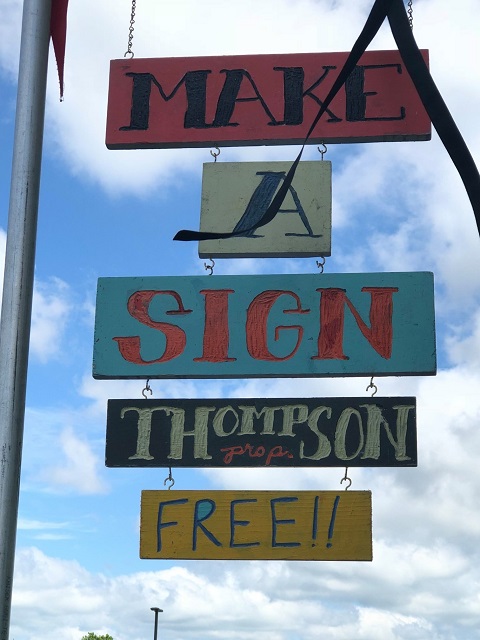 MAKE
A
SIGN
THOMPSON
prop.
FREE!!